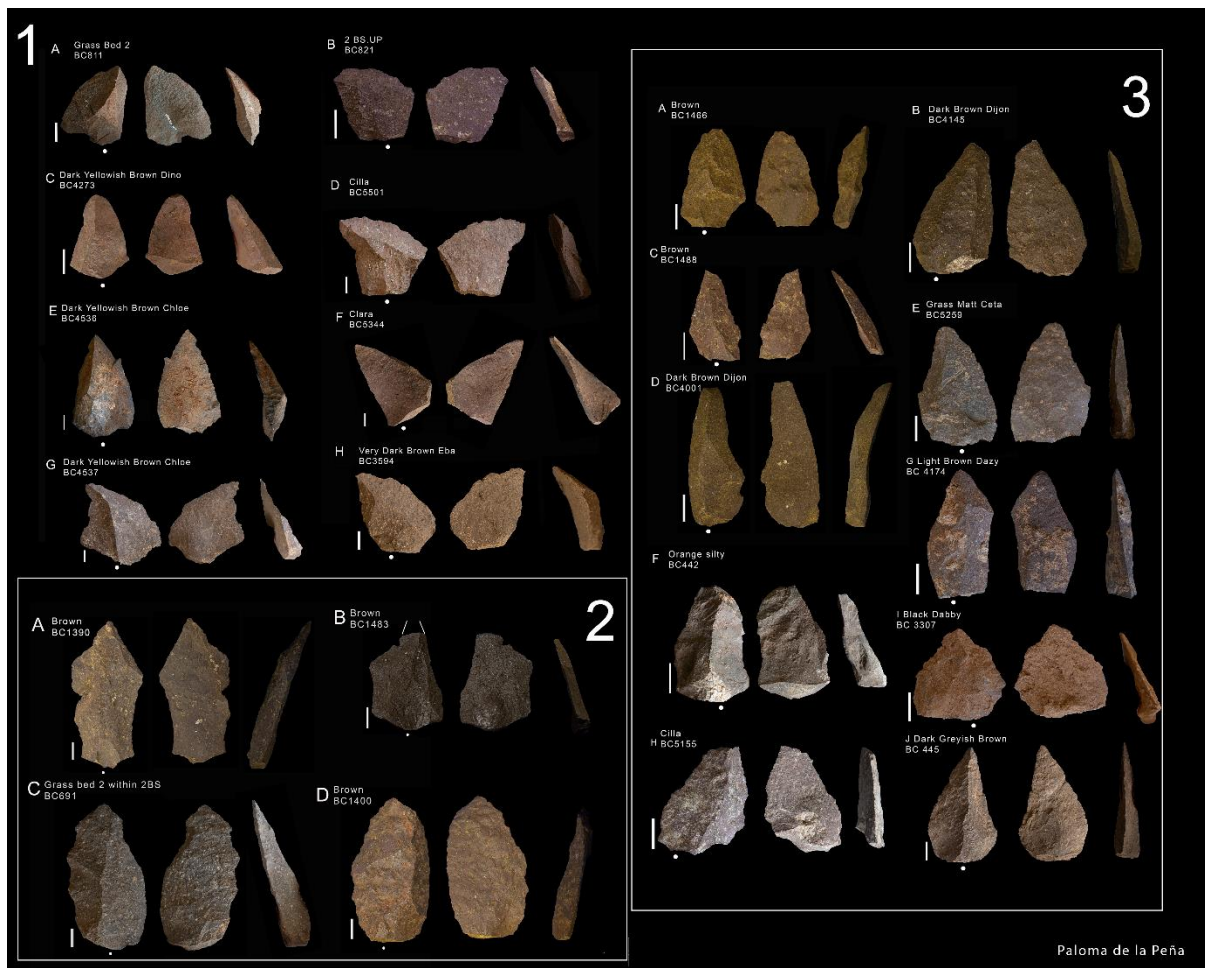 1
A Grass Bed 2
BC811
B 2 BS.UP
BC821
C Dark Yellowish Brown Dino
BC4273
D Cilla
BC5501
E Dark Yellowish Brown Chloe
BC4536
F Clara
BC5344
G Dark Yellowish Brown Chloe
BC4537
H Very Dark Brown Eba
BC3594
2
A Brown
BC1390
B Brown
BC1483
C Grass bed 2 within 2BS
BC691
D Brown
BC1400
3
A Brown
BC1466
B Dark Brown Dijon
BC4145
C Brown
BC1488
D Dark Brown Dijon
BC4001
E Grass Matt Ceta
BC5259
F Orange silty
BC442
G Light Brown Dazy
BC 4174
H Cilla
BC5155
I Black Dabby
BC 3307
J Dark Greyish Brown
BC 445
Paloma de la Peña